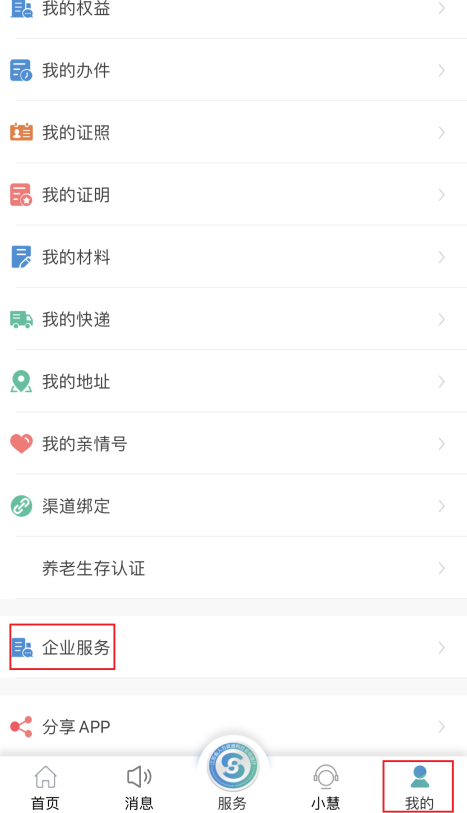 我的权益
我的办件
我的证照
我的证明
我的材料
我的快递
我的地址
我的亲情号
渠道绑定
养老生存认证
企业服务
分享 APP
首页
消息
服务
小慧
我的